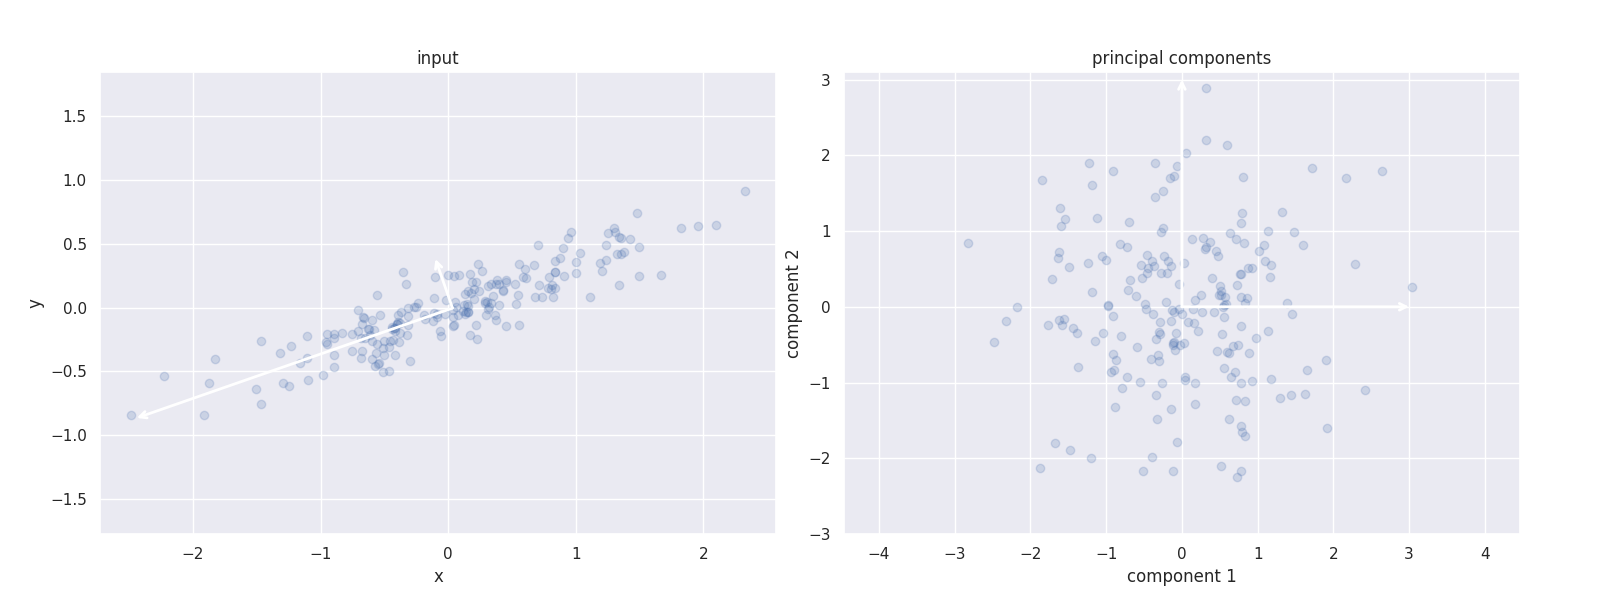 input
1.5
1.0
0.5
0.0
−0.5
−1.0
−1.5
y
−2 −1 0 1 2
x
principal components
3
2
1
0
−1
−2
−3
component 2
−4 −3 −2 −1 0 1 2 3 4
component 1